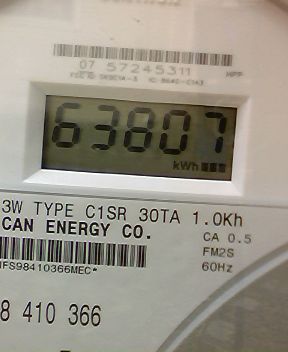 07 57245311
63807
kWh
3W TYPE C1SR 30TA 1.0Kh
CAN ENERGY CO.
CA 0.5
FM2S
60Hz
IFS98410366MEC*
8 410 366